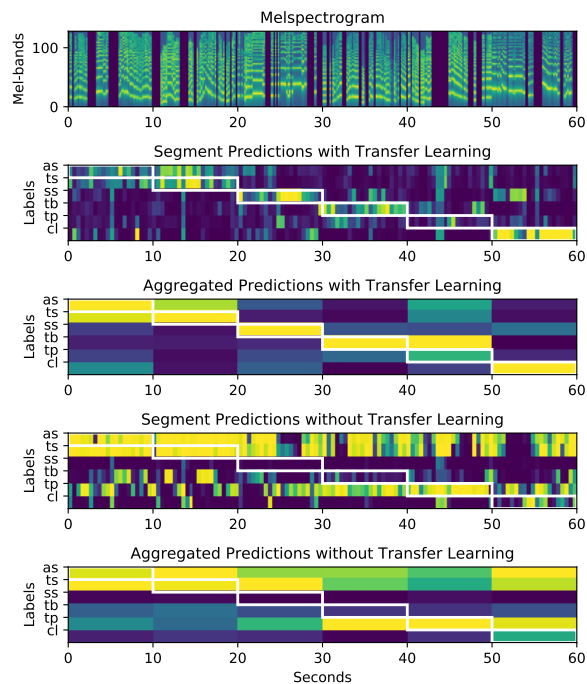 Melspectrogram
Mel-bands
100
0
0 10 20 30 40 50 60
Segment Predictions with Transfer Learning
Labels
as
ts
ss
tb
tp
cl
0 10 20 30 40 50 60
Aggregated Predictions with Transfer Learning
Labels
as
ts
ss
tb
tp
cl
0 10 20 30 40 50 60
Segment Predictions without Transfer Learning
Labels
as
ts
ss
tb
tp
cl
0 10 20 30 40 50 60
Aggregated Predictions without Transfer Learning
Labels
as
ts
ss
tb
tp
cl
0 10 20 30 40 50 60
Seconds